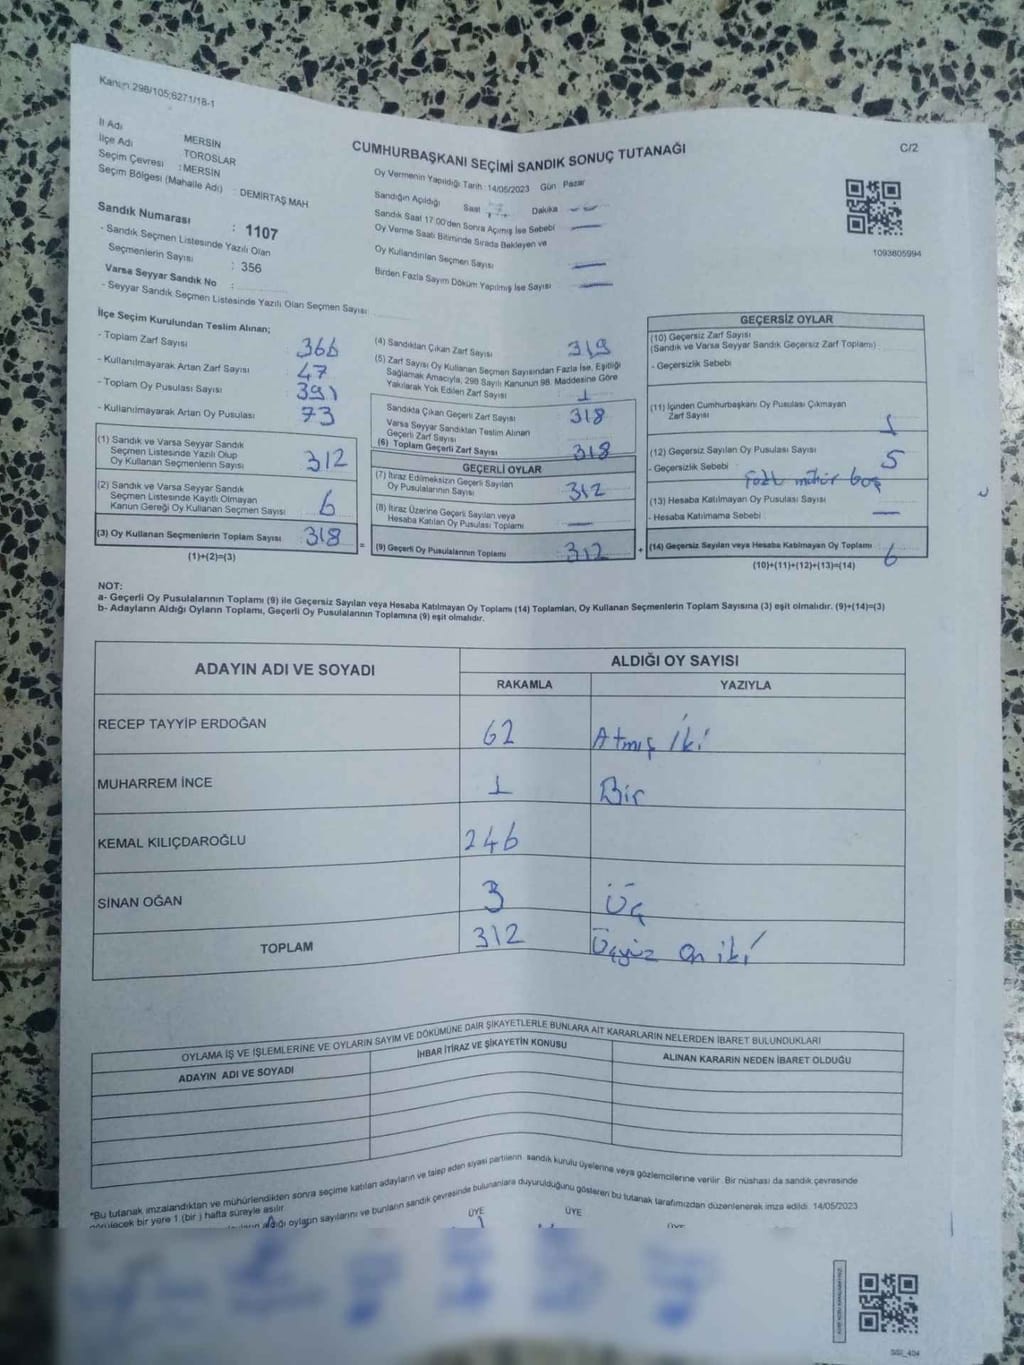 Kanun 298/105;6271/18-1
İl Adı MERSİN
İlçe Adı TOROSLAR
Seçim Çevresi : MERSİN
Seçim Bölgesi (Mahalle Adı) : DEMİRTAŞ MAH
Sandık Numarası : 1107
- Sandık Seçmen Listesinde Yazılı Olan
Seçmenlerin Sayısı : 356
Varsa Seyyar Sandık No :
- Seyyar Sandık Seçmen Listesinde Yazılı Olan Seçmen Sayısı:
CUMHURBAŞKANI SEÇİMİ SANDIK SONUÇ TUTANAĞI
C/2
Oy Vermenin Yapıldığı Tarih : 14/05/2023 Gün Pazar
Sandığın Açıldığı Saat Dakika
Sandık Saat 17:00'den Sonra Açılmış İse Sebebi
Oy Verme Saati Bitiminde Sırada Bekleyen ve
Oy Kullandırılan Seçmen Sayısı
Birden Fazla Sayım Döküm Yapılmış İse Sayısı
1093605994
İlçe Seçim Kurulundan Teslim Alınan;
- Toplam Zarf Sayısı 366
- Kullanılmayarak Artan Zarf Sayısı 47
- Toplam Oy Pusulası Sayısı 391
- Kullanılmayarak Artan Oy Pusulası 73
(1) Sandık ve Varsa Seyyar Sandık
Seçmen Listesinde Yazılı Olup
Oy Kullanan Seçmenlerin Sayısı 312
(2) Sandık ve Varsa Seyyar Sandık
Seçmen Listesinde Kayıtlı Olmayan
Kanun Gereği Oy Kullanan Seçmen Sayısı 6
(3) Oy Kullanan Seçmenlerin Toplam Sayısı 318
(1)+(2)=(3)
(4) Sandıktan Çıkan Zarf Sayısı 319
(5) Zarf Sayısı Oy Kullanan Seçmen Sayısından Fazla İse, Eşitliği
Sağlamak Amacıyla, 298 Sayılı Kanunun 98. Maddesine Göre
Yakılarak Yok Edilen Zarf Sayısı 1
Sandıkta Çıkan Geçerli Zarf Sayısı 318
Varsa Seyyar Sandıktan Teslim Alınan
Geçerli Zarf Sayısı
(6) Toplam Geçerli Zarf Sayısı 318
GEÇERLİ OYLAR
(7) İtiraz Edilmeksizin Geçerli Sayılan
Oy Pusulalarının Sayısı 312
(8) İtiraz Üzerine Geçerli Sayılan veya
Hesaba Katılan Oy Pusulası Toplamı —
= (9) Geçerli Oy Pusulalarının Toplamı 312
GEÇERSİZ OYLAR
(10) Geçersiz Zarf Sayısı
(Sandık ve Varsa Seyyar Sandık Geçersiz Zarf Toplamı)
- Geçersizlik Sebebi
(11) İçinden Cumhurbaşkanı Oy Pusulası Çıkmayan
Zarf Sayısı 1
(12) Geçersiz Sayılan Oy Pusulası Sayısı 5
- Geçersizlik Sebebi mühür boş
(13) Hesaba Katılmayan Oy Pusulası Sayısı
- Hesaba Katılmama Sebebi : —
+ (14) Geçersiz Sayılan veya Hesaba Katılmayan Oy Toplamı 6
(10)+(11)+(12)+(13)=(14)
NOT:
a- Geçerli Oy Pusulalarının Toplamı (9) ile Geçersiz Sayılan veya Hesaba Katılmayan Oy Toplamı (14) Toplamları, Oy Kullanan Seçmenlerin Toplam Sayısına (3) eşit olmalıdır. (9)+(14)=(3)
b- Adayların Aldığı Oyların Toplamı, Geçerli Oy Pusulalarının Toplamına (9) eşit olmalıdır.
ADAYIN ADI VE SOYADI ALDIĞI OY SAYISI
RAKAMLA YAZIYLA
RECEP TAYYİP ERDOĞAN 62 Atmış İki
MUHARREM İNCE 1 Bir
KEMAL KILIÇDAROĞLU 246
SİNAN OĞAN 3 Üç
TOPLAM 312 Üçyüz on iki
OYLAMA İŞ VE İŞLEMLERİNE VE OYLARIN SAYIM VE DÖKÜMÜNE DAİR ŞİKAYETLERLE BUNLARA AİT KARARLARIN NELERDEN İBARET BULUNDUKLARI
ADAYIN ADI VE SOYADI İHBAR İTİRAZ VE ŞİKAYETİN KONUSU ALINAN KARARIN NEDEN İBARET OLDUĞU
*Bu tutanak imzalandıktan ve mühürlendikten sonra seçime katılan adayların ve talep eden siyasi partilerin sandık kurulu üyelerine veya gözlemcilerine verilir. Bir nüshası da sandık çevresinde
görülecek bir yere 1 (bir) hafta süreyle asılır.
aldığı oyların sayılarını ve bunların sandık çevresinde bulunanlara duyurulduğunu gösteren bu tutanak tarafımızdan düzenlenerek imza edildi. 14/05/2023
ÜYE ÜYE ÜYE